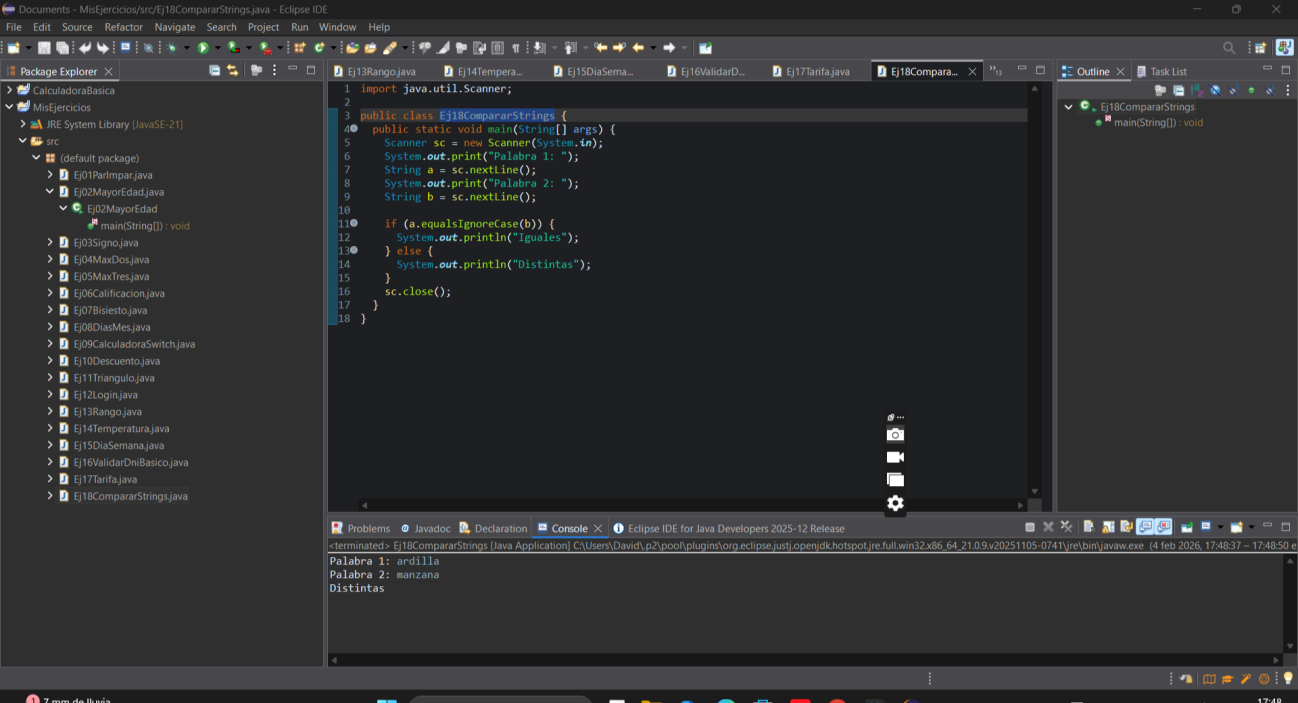 Documents - MisEjercicios/src/Ej18CompararStrings.java - Eclipse IDE
File Edit Source Refactor Navigate Search Project Run Window Help
Package Explorer
CalculadoraBasica
MisEjercicios
JRE System Library [JavaSE-21]
src
(default package)
Ej01ParImpar.java
Ej02MayorEdad.java
Ej02MayorEdad
main(String[]) : void
Ej03Signo.java
Ej04MaxDos.java
Ej05MaxTres.java
Ej06Calificacion.java
Ej07Bisiesto.java
Ej08DiasMes.java
Ej09CalculadoraSwitch.java
Ej10Descuento.java
Ej11Triangulo.java
Ej12Login.java
Ej13Rango.java
Ej14Temperatura.java
Ej15DiaSemana.java
Ej16ValidarDniBasico.java
Ej17Tarifa.java
Ej18CompararStrings.java
Ej13Rango.java Ej14Tempera... Ej15DiaSema... Ej16ValidarD... Ej17Tarifa.java Ej18Compara... »13
1 import java.util.Scanner;
2
3 public class Ej18CompararStrings {
4 public static void main(String[] args) {
5 Scanner sc = new Scanner(System.in);
6 System.out.print("Palabra 1: ");
7 String a = sc.nextLine();
8 System.out.print("Palabra 2: ");
9 String b = sc.nextLine();
10
11 if (a.equalsIgnoreCase(b)) {
12 System.out.println("Iguales");
13 } else {
14 System.out.println("Distintas");
15 }
16 sc.close();
17 }
18 }
Outline Task List
Ej18CompararStrings
main(String[]) : void
Problems Javadoc Declaration Console Eclipse IDE for Java Developers 2025-12 Release
<terminated> Ej18CompararStrings [Java Application] C:\Users\David\.p2\pool\plugins\org.eclipse.justj.openjdk.hotspot.jre.full.win32.x86_64_21.0.9.v20251105-0741\jre\bin\javaw.exe (4 feb 2026, 17:48:37 – 17:48:50 e
Palabra 1: ardilla
Palabra 2: manzana
Distintas
1 7 mm de lluvia
17:48